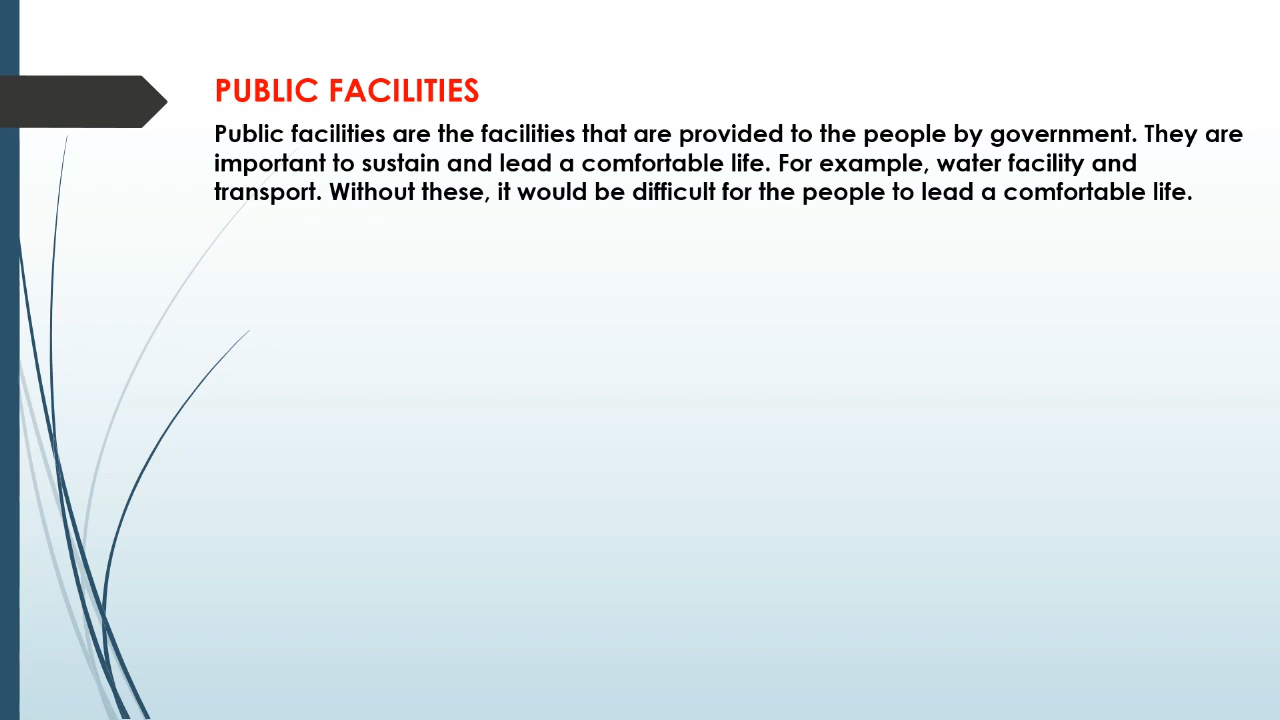 PUBLIC FACILITIES
Public facilities are the facilities that are provided to the people by government. They are
important to sustain and lead a comfortable life. For example, water facility and
transport. Without these, it would be difficult for the people to lead a comfortable life.